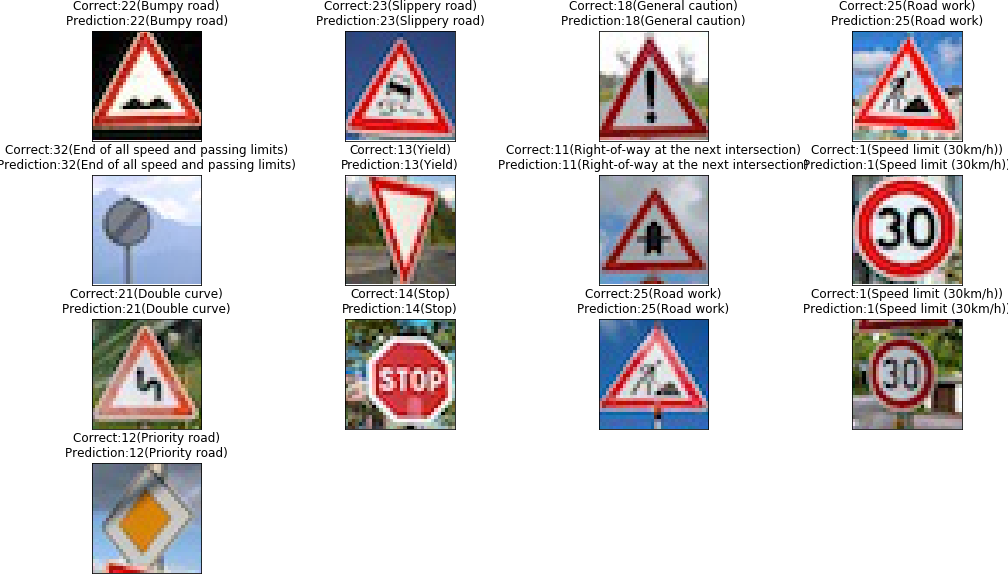 Correct:22(Bumpy road)
Prediction:22(Bumpy road)
Correct:23(Slippery road)
Prediction:23(Slippery road)
Correct:18(General caution)
Prediction:18(General caution)
Correct:25(Road work)
Prediction:25(Road work)
Correct:32(End of all speed and passing limits)
Prediction:32(End of all speed and passing limits)
Correct:13(Yield)
Prediction:13(Yield)
Correct:11(Right-of-way at the next intersection)
Prediction:11(Right-of-way at the next intersection)
Correct:1(Speed limit (30km/h))
Prediction:1(Speed limit (30km/h))
30
Correct:21(Double curve)
Prediction:21(Double curve)
Correct:14(Stop)
Prediction:14(Stop)
STOP
Correct:25(Road work)
Prediction:25(Road work)
Correct:1(Speed limit (30km/h))
Prediction:1(Speed limit (30km/h))
30
Correct:12(Priority road)
Prediction:12(Priority road)